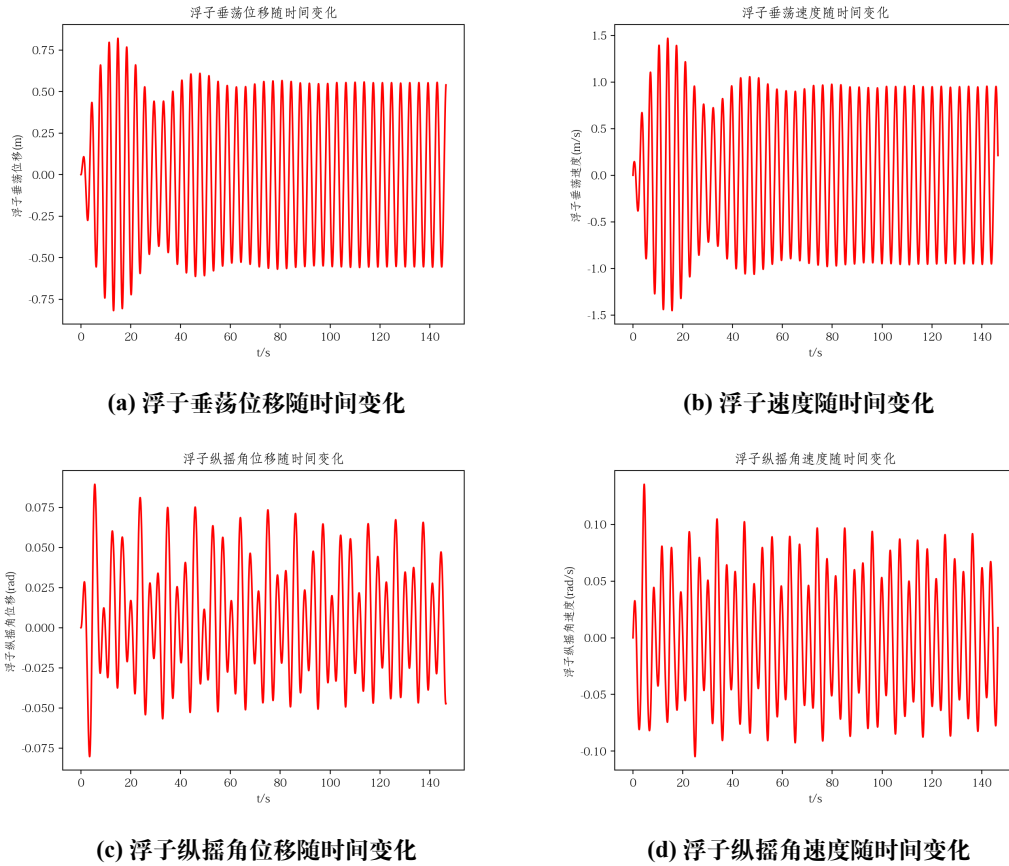 浮子垂荡位移随时间变化
浮子垂荡位移(m)
0.75
0.50
0.25
0.00
-0.25
-0.50
-0.75
0 20 40 60 80 100 120 140
t/s
(a) 浮子垂荡位移随时间变化
浮子垂荡速度随时间变化
浮子垂荡速度(m/s)
1.5
1.0
0.5
0.0
-0.5
-1.0
-1.5
0 20 40 60 80 100 120 140
t/s
(b) 浮子速度随时间变化
浮子纵摇角位移随时间变化
浮子纵摇角位移(rad)
0.075
0.050
0.025
0.000
-0.025
-0.050
-0.075
0 20 40 60 80 100 120 140
t/s
(c) 浮子纵摇角位移随时间变化
浮子纵摇角速度随时间变化
浮子纵摇角速度(rad/s)
0.10
0.05
0.00
-0.05
-0.10
0 20 40 60 80 100 120 140
t/s
(d) 浮子纵摇角速度随时间变化